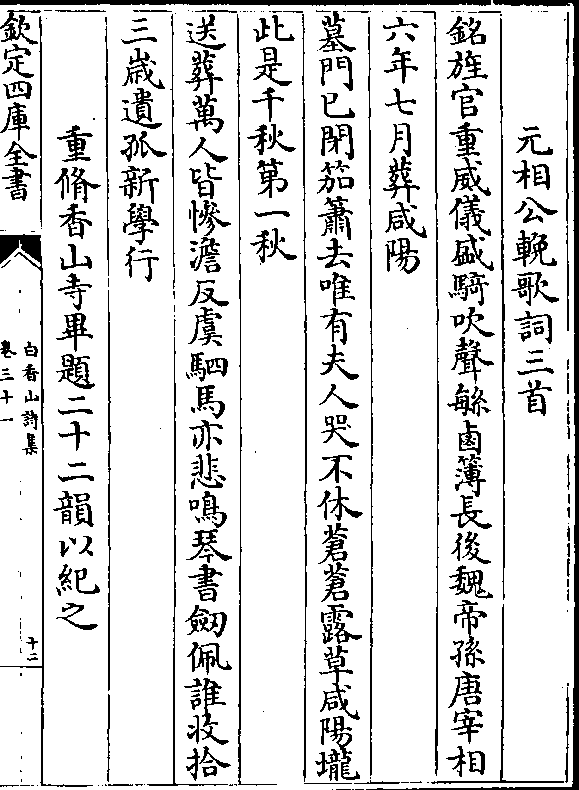 元相公輓歌詞三首
銘旌官重威儀盛騎吹聲繇鹵簿長後魏帝孫唐宰相
六年七月葬咸陽
墓門已閉笳簫去唯有夫人哭不休蒼蒼露草咸陽壠
此是千秋第一秋
送葬萬人皆慘澹反虞駟馬亦悲鳴琴書劒佩誰收拾
三歳遺孤新學行
重脩香山寺畢題二十二韻以紀之
欽定四庫全書
白香山詩集
卷三十一
十二